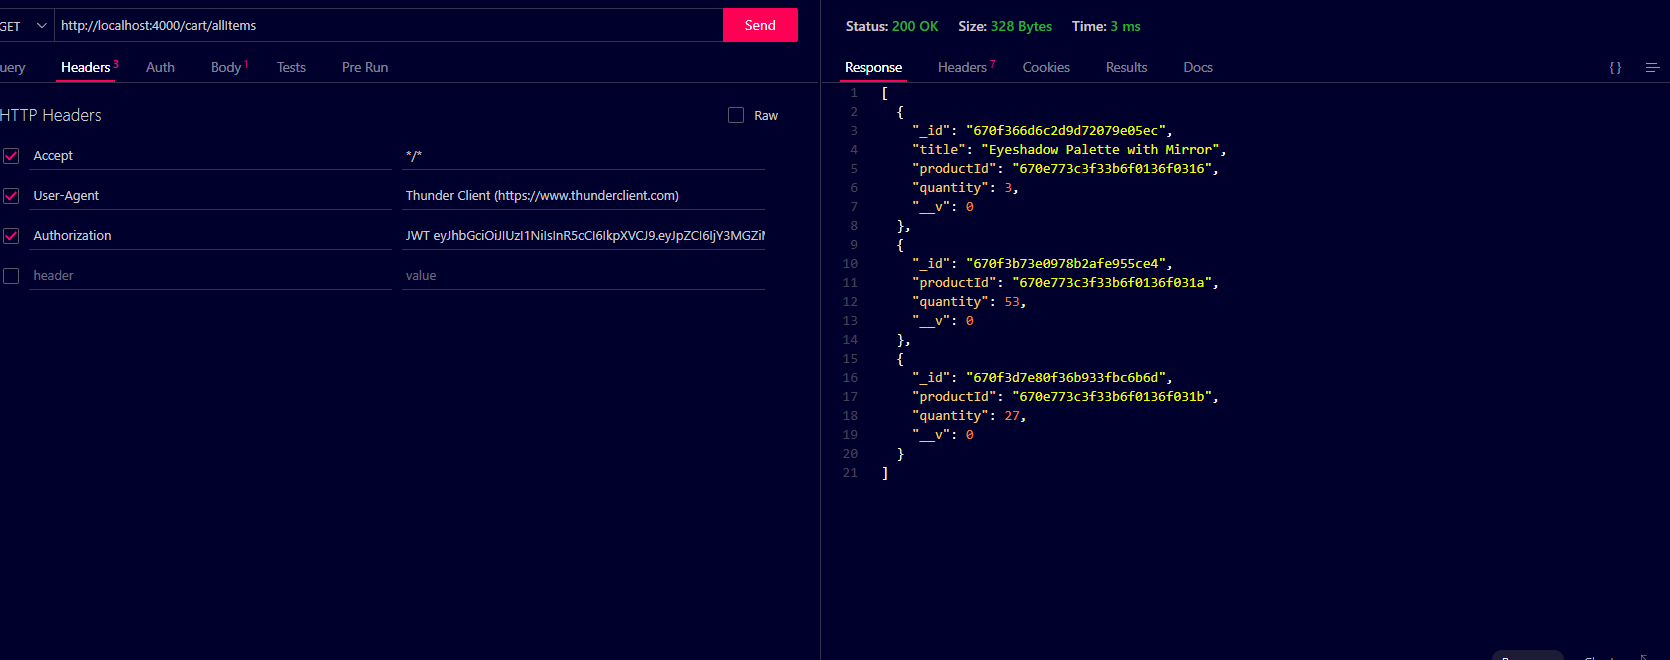 GET http://localhost:4000/cart/allItems Send
uery Headers 3 Auth Body 1 Tests Pre Run
HTTP Headers Raw
Accept */*
User-Agent Thunder Client (https://www.thunderclient.com)
Authorization JWT eyJhbGciOiJIUzI1NiIsInR5cCI6IkpXVCJ9.eyJpZCI6IjY3MGZi
header value
Status: 200 OK Size: 328 Bytes Time: 3 ms
Response Headers 7 Cookies Results Docs { }
1 [
2 {
3 "_id": "670f366d6c2d9d72079e05ec",
4 "title": "Eyeshadow Palette with Mirror",
5 "productId": "670e773c3f33b6f0136f0316",
6 "quantity": 3,
7 "__v": 0
8 },
9 {
10 "_id": "670f3b73e0978b2afe955ce4",
11 "productId": "670e773c3f33b6f0136f031a",
12 "quantity": 53,
13 "__v": 0
14 },
15 {
16 "_id": "670f3d7e80f36b933fbc6b6d",
17 "productId": "670e773c3f33b6f0136f031b",
18 "quantity": 27,
19 "__v": 0
20 }
21 ]